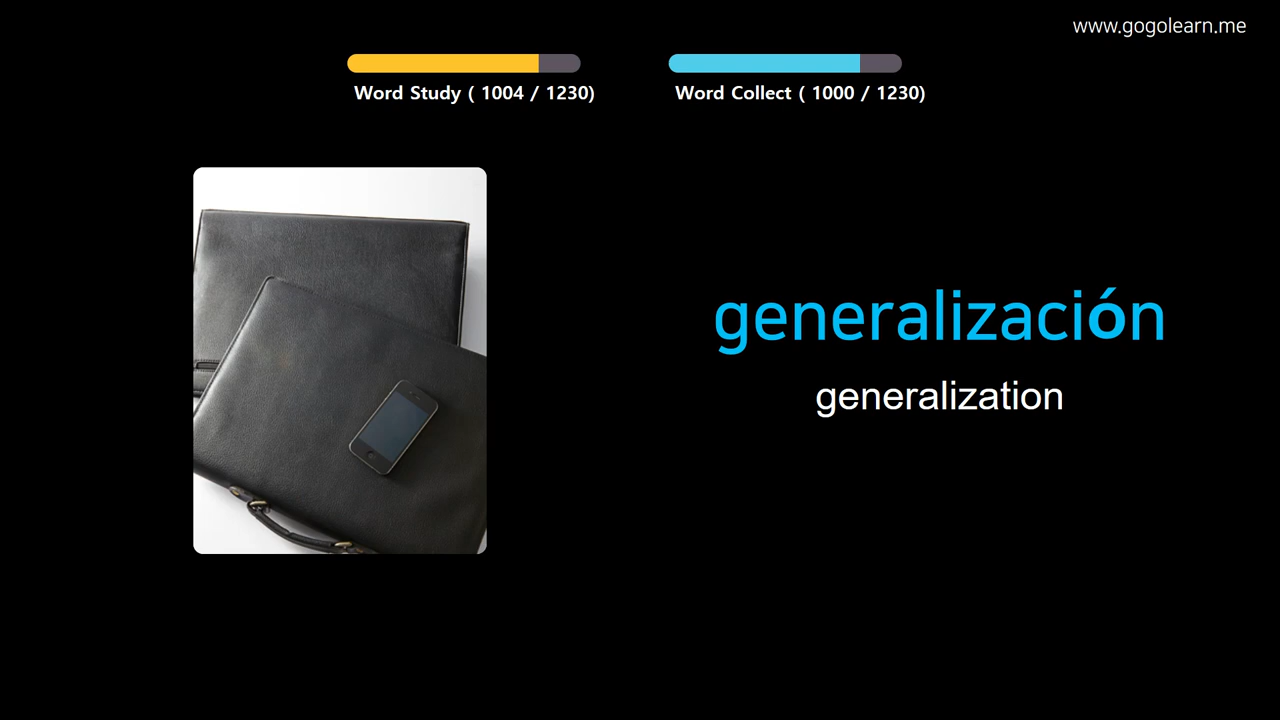 www.gogolearn.me
Word Study ( 1004 / 1230)
Word Collect ( 1000 / 1230)
generalización
generalization